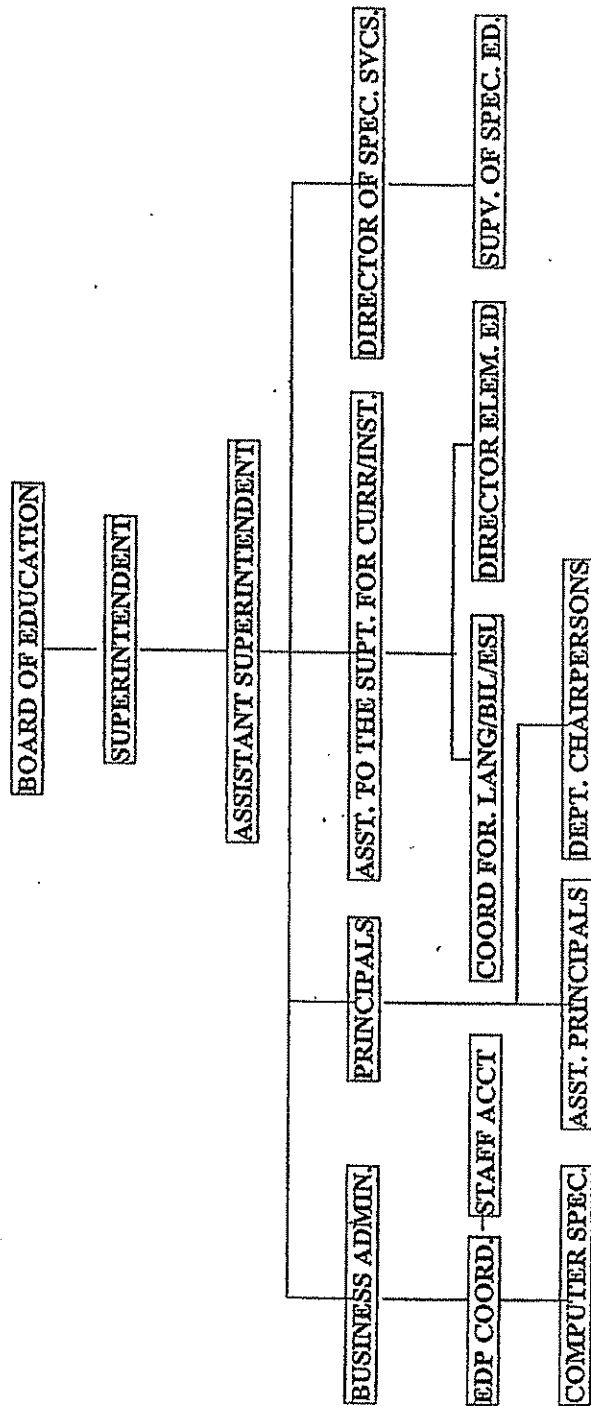 BOARD OF EDUCATION
SUPERINTENDENT
ASSISTANT SUPERINTENDENT
BUSINESS ADMIN.
PRINCIPALS
ASST. TO THE SUPT. FOR CURR/INST.
DIRECTOR OF SPEC. SVCS.
EDP COORD.
STAFF ACCT
COORD FOR. LANG/BIL/ESL
DIRECTOR ELEM. ED
SUPV. OF SPEC. ED.
COMPUTER SPEC.
ASST. PRINCIPALS
DEPT. CHAIRPERSONS